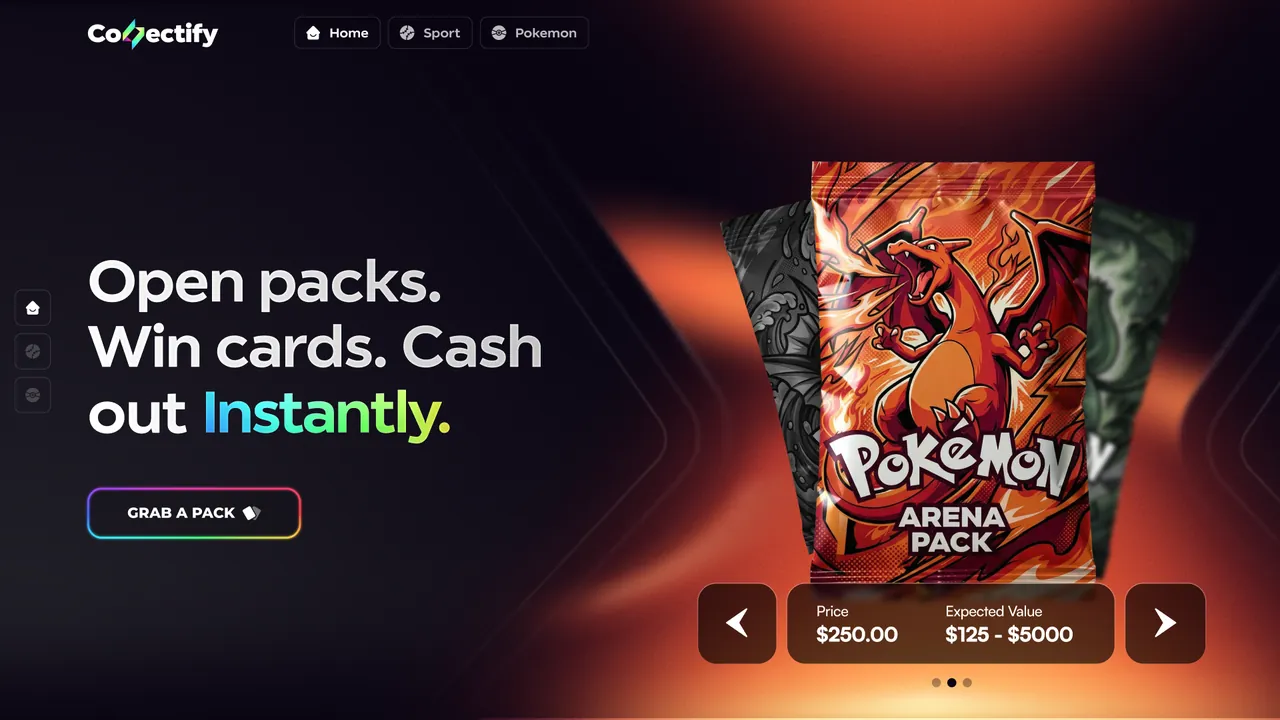 Collectify
Home
Sport
Pokemon
Open packs.
Win cards. Cash
out Instantly.
GRAB A PACK
POKéMON
ARENA
PACK
Price
$250.00
Expected Value
$125 - $5000